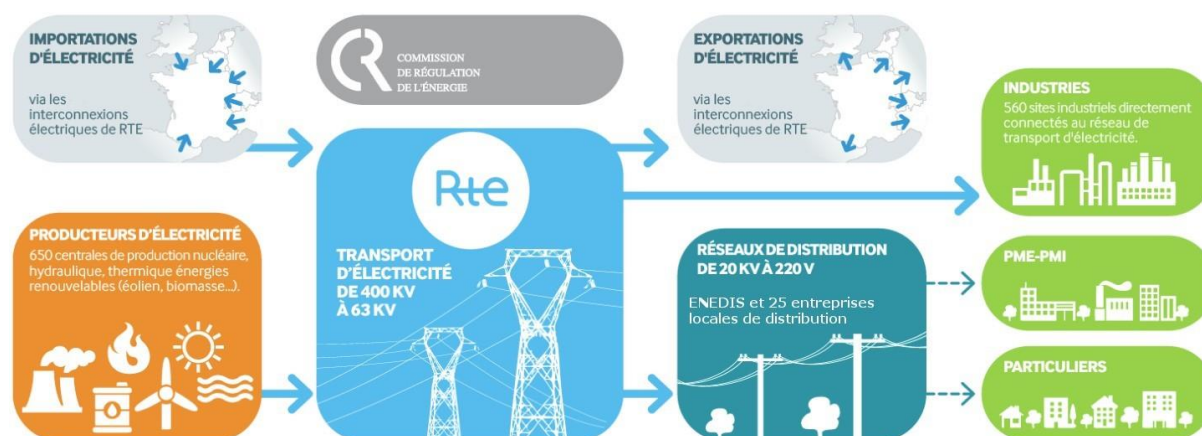 IMPORTATIONS
D'ÉLECTRICITÉ
via les
interconnexions
électriques de RTE
CR
COMMISSION
DE RÉGULATION
DE L'ÉNERGIE
EXPORTATIONS
D'ÉLECTRICITÉ
via les
interconnexions
électriques de RTE
INDUSTRIES
560 sites industriels directement
connectés au réseau de
transport d'électricité.
Rte
PRODUCTEURS D'ÉLECTRICITÉ
650 centrales de production nucléaire,
hydraulique, thermique énergies
renouvelables (éolien, biomasse...).
TRANSPORT
D'ÉLECTRICITÉ
DE 400 KV
À 63 KV
RÉSEAUX DE DISTRIBUTION
DE 20 KV À 220 V
ENEDIS et 25 entreprises
locales de distribution
PME-PMI
PARTICULIERS